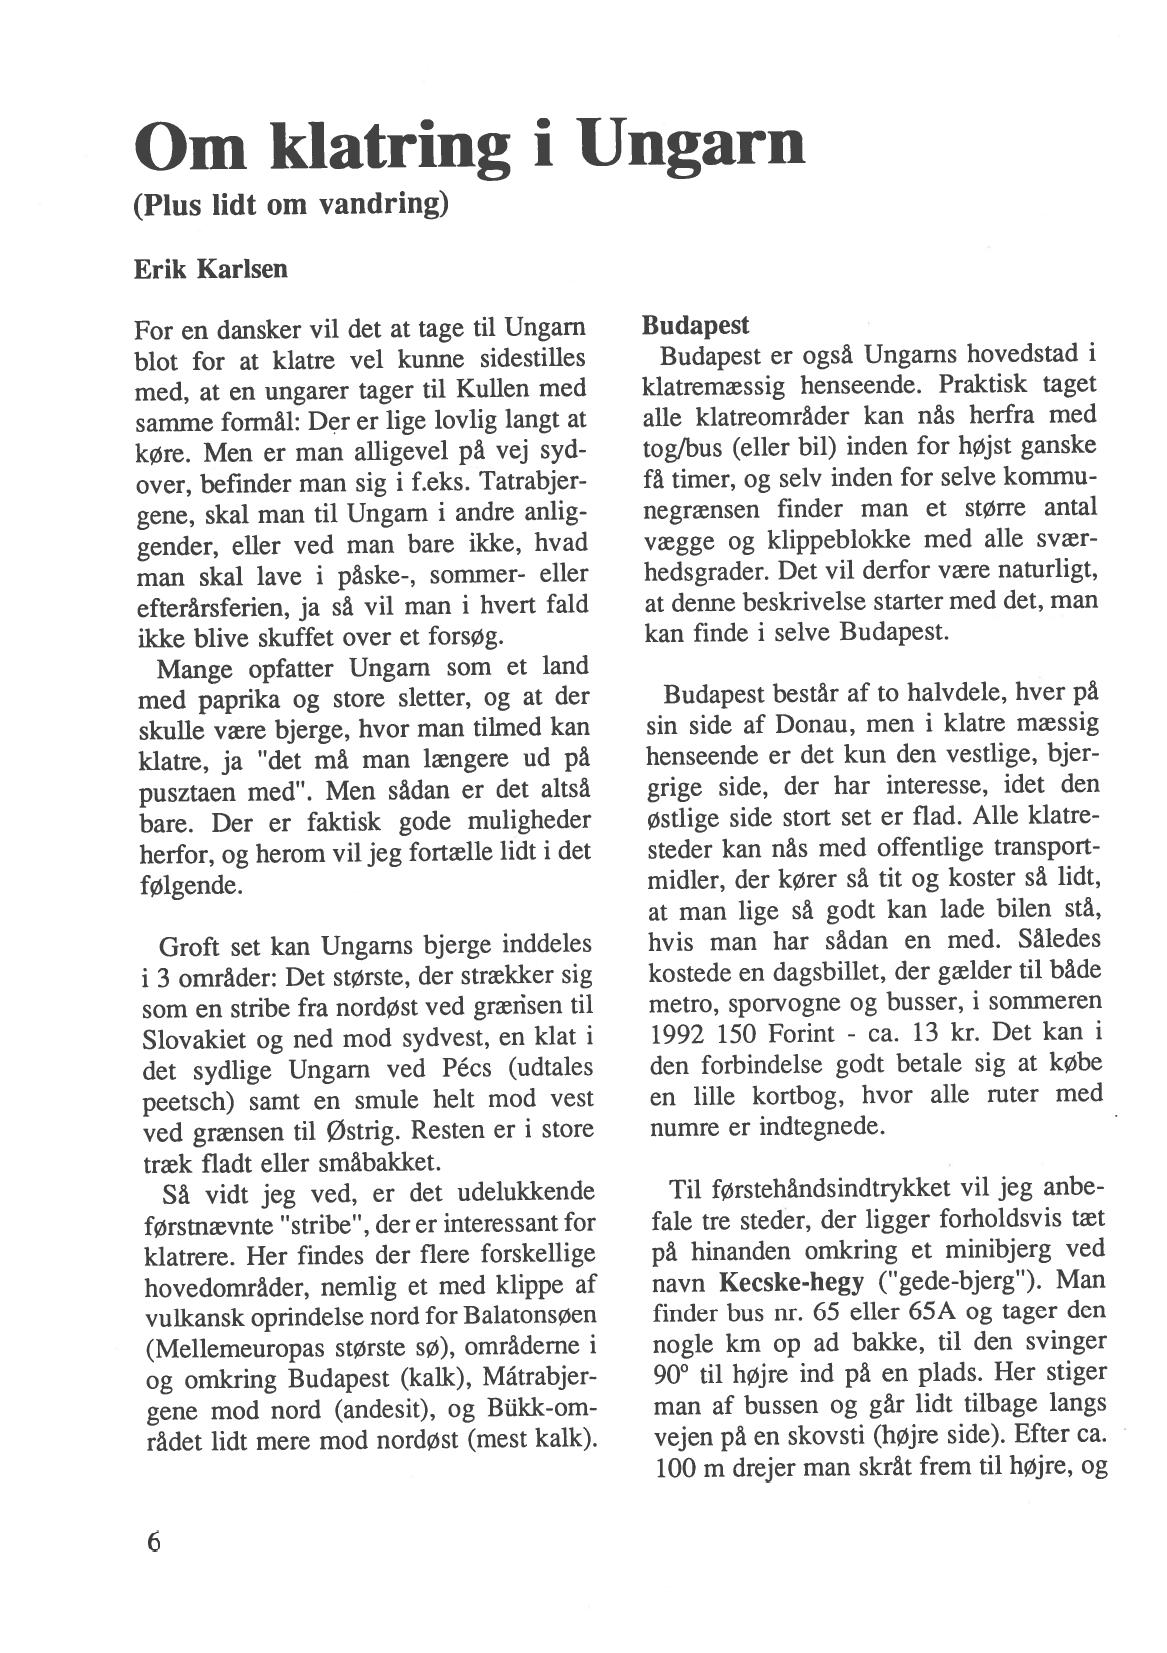 Om klatring i Ungarn
(Plus lidt om vandring)
Erik Karlsen
For en dansker vil det at tage til Ungarn
blot for at klatre vel kunne sidestilles
med, at en ungarer tager til Kullen med
samme formål: Der er lige lovlig langt at
køre. Men er man alligevel på vej syd-
over, befinder man sig i f.eks. Tatrabjer-
gene, skal man til Ungarn i andre anlig-
gender, eller ved man bare ikke, hvad
man skal lave i påske-, sommer- eller
efterårsferien, ja så vil man i hvert fald
ikke blive skuffet over et forsøg.
Mange opfatter Ungarn som et land
med paprika og store sletter, og at der
skulle være bjerge, hvor man tilmed kan
klatre, ja "det må man længere ud på
pusztaen med". Men sådan er det altså
bare. Der er faktisk gode muligheder
herfor, og herom vil jeg fortælle lidt i det
følgende.
Groft set kan Ungarns bjerge inddeles
i 3 områder: Det største, der strækker sig
som en stribe fra nordøst ved grænsen til
Slovakiet og ned mod sydvest, en klat i
det sydlige Ungarn ved Pécs (udtales
peetsch) samt en smule helt mod vest
ved grænsen til Østrig. Resten er i store
træk fladt eller småbakket.
Så vidt jeg ved, er det udelukkende
førstnævnte "stribe", der er interessant for
klatrere. Her findes der flere forskellige
hovedområder, nemlig et med klippe af
vulkansk oprindelse nord for Balatonsøen
(Mellemeuropas største sø), områderne i
og omkring Budapest (kalk), Mátrabjer-
gene mod nord (andesit), og Bükk-om-
rådet lidt mere mod nordøst (mest kalk).
Budapest
Budapest er også Ungarns hovedstad i
klatremæssig henseende. Praktisk taget
alle klatreområder kan nås herfra med
tog/bus (eller bil) inden for højst ganske
få timer, og selv inden for selve kommu-
negrænsen finder man et større antal
vægge og klippeblokke med alle svær-
hedsgrader. Det vil derfor være naturligt,
at denne beskrivelse starter med det, man
kan finde i selve Budapest.
Budapest består af to halvdele, hver på
sin side af Donau, men i klatre mæssig
henseende er det kun den vestlige, bjer-
grige side, der har interesse, idet den
østlige side stort set er flad. Alle klatre-
steder kan nås med offentlige transport-
midler, der kører så tit og koster så lidt,
at man lige så godt kan lade bilen stå,
hvis man har sådan en med. Således
kostede en dagsbillet, der gælder til både
metro, sporvogne og busser, i sommeren
1992 150 Forint - ca. 13 kr. Det kan i
den forbindelse godt betale sig at købe
en lille kortbog, hvor alle ruter med
numre er indtegnede.
Til førstehåndsindtrykket vil jeg anbe-
fale tre steder, der ligger forholdsvis tæt
på hinanden omkring et minibjerg ved
navn Kecske-hegy ("gede-bjerg"). Man
finder bus nr. 65 eller 65A og tager den
nogle km op ad bakke, til den svinger
90° til højre ind på en plads. Her stiger
man af bussen og går lidt tilbage langs
vejen på en skovsti (højre side). Efter ca.
100 m drejer man skråt frem til højre, og
6